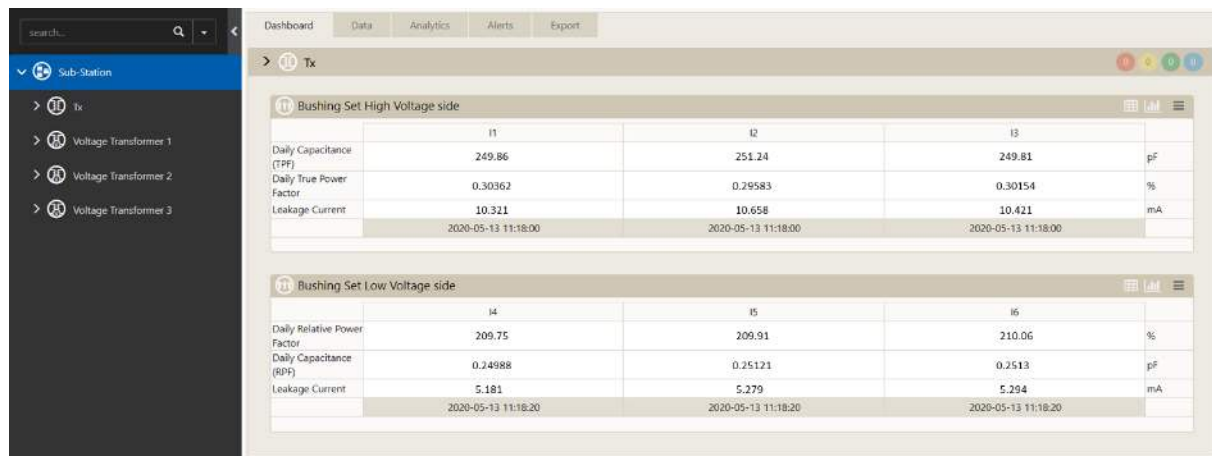 search...
Dashboard Data Analytics Alerts Export
Sub-Station
Tx
Voltage Transformer 1
Voltage Transformer 2
Voltage Transformer 3
Tx
0 0 0 0
Bushing Set High Voltage side
I1 I2 I3
Daily Capacitance
(TPF) 249.86 251.24 249.81 pF
Daily True Power
Factor 0.30362 0.29583 0.30154 %
Leakage Current 10.321 10.658 10.421 mA
2020-05-13 11:18:00 2020-05-13 11:18:00 2020-05-13 11:18:00
Bushing Set Low Voltage side
I4 I5 I6
Daily Relative Power
Factor 209.75 209.91 210.06 %
Daily Capacitance
(RPF) 0.24988 0.25121 0.2513 pF
Leakage Current 5.181 5.279 5.294 mA
2020-05-13 11:18:20 2020-05-13 11:18:20 2020-05-13 11:18:20